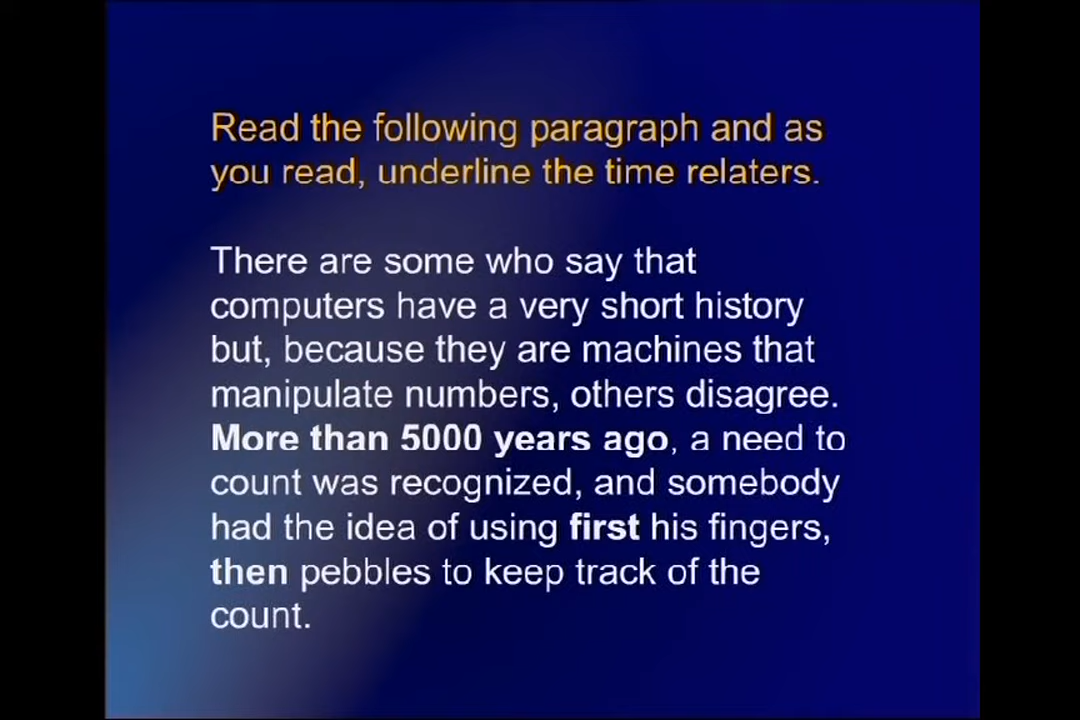 Read the following paragraph and as
you read, underline the time relaters.
There are some who say that
computers have a very short history
but, because they are machines that
manipulate numbers, others disagree.
More than 5000 years ago, a need to
count was recognized, and somebody
had the idea of using first his fingers,
then pebbles to keep track of the
count.